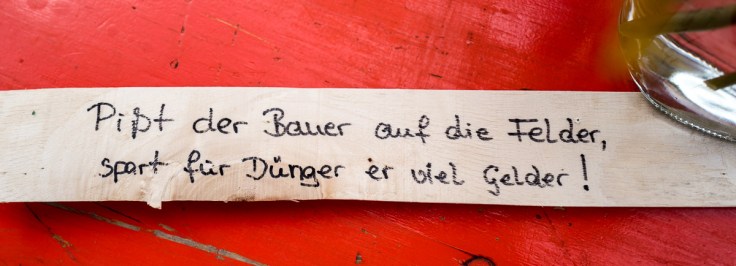 Pißt der Bauer auf die Felder,
spart für Dünger er viel Gelder!